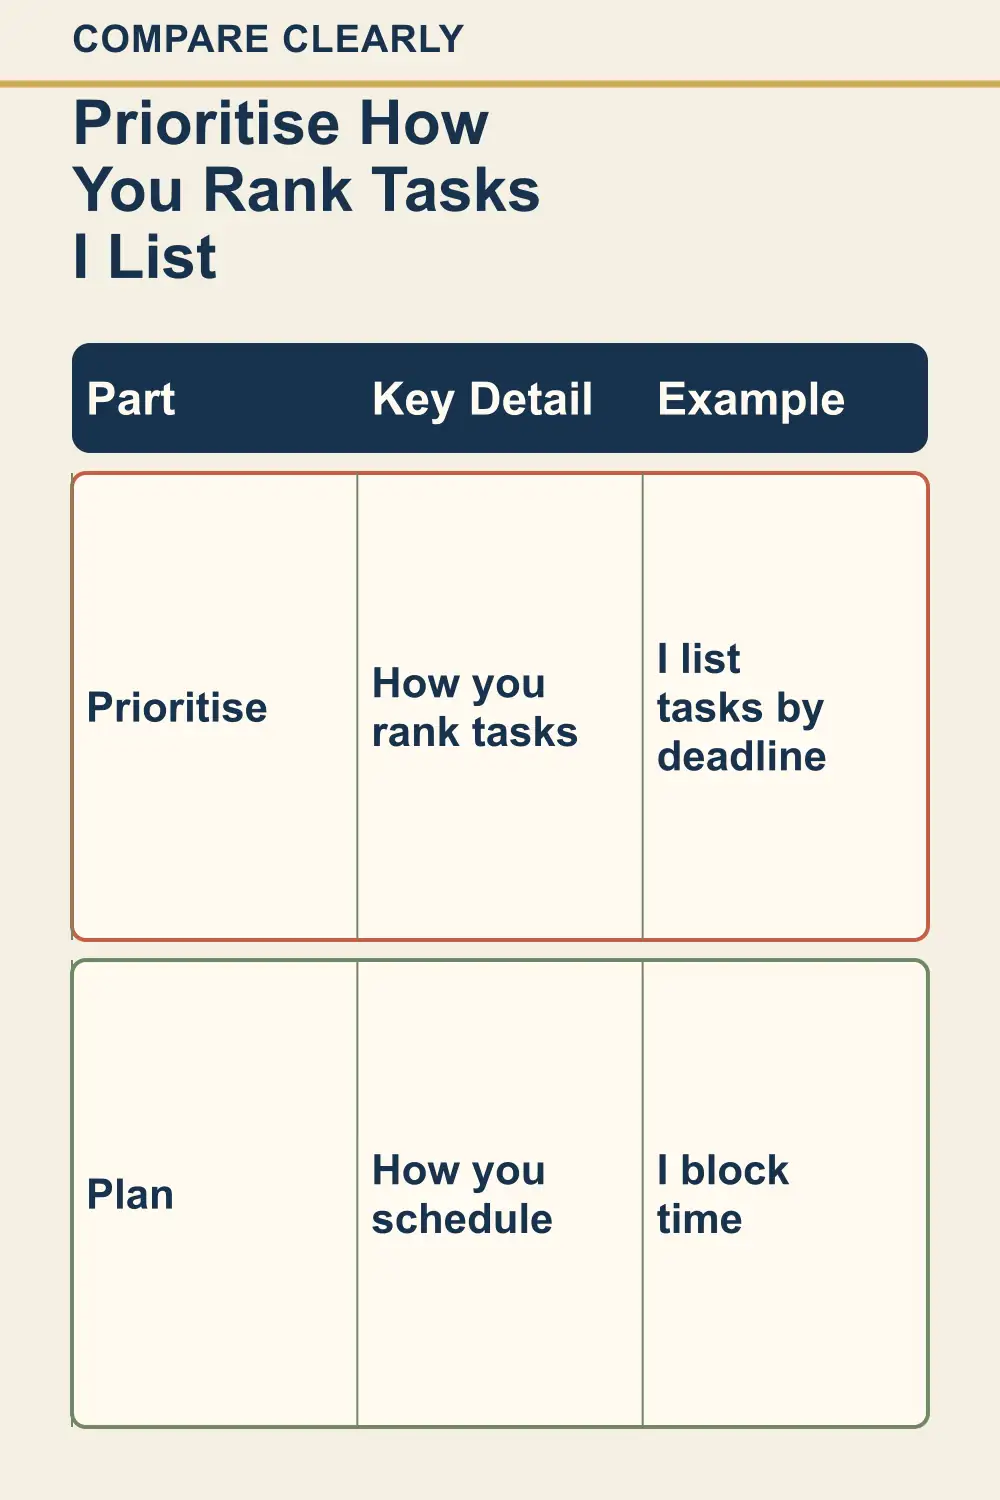 COMPARE CLEARLY
Prioritise How
You Rank Tasks
I List
Part Key Detail Example
Prioritise
How you
rank tasks
I list
tasks by
deadline
Plan
How you
schedule
I block
time